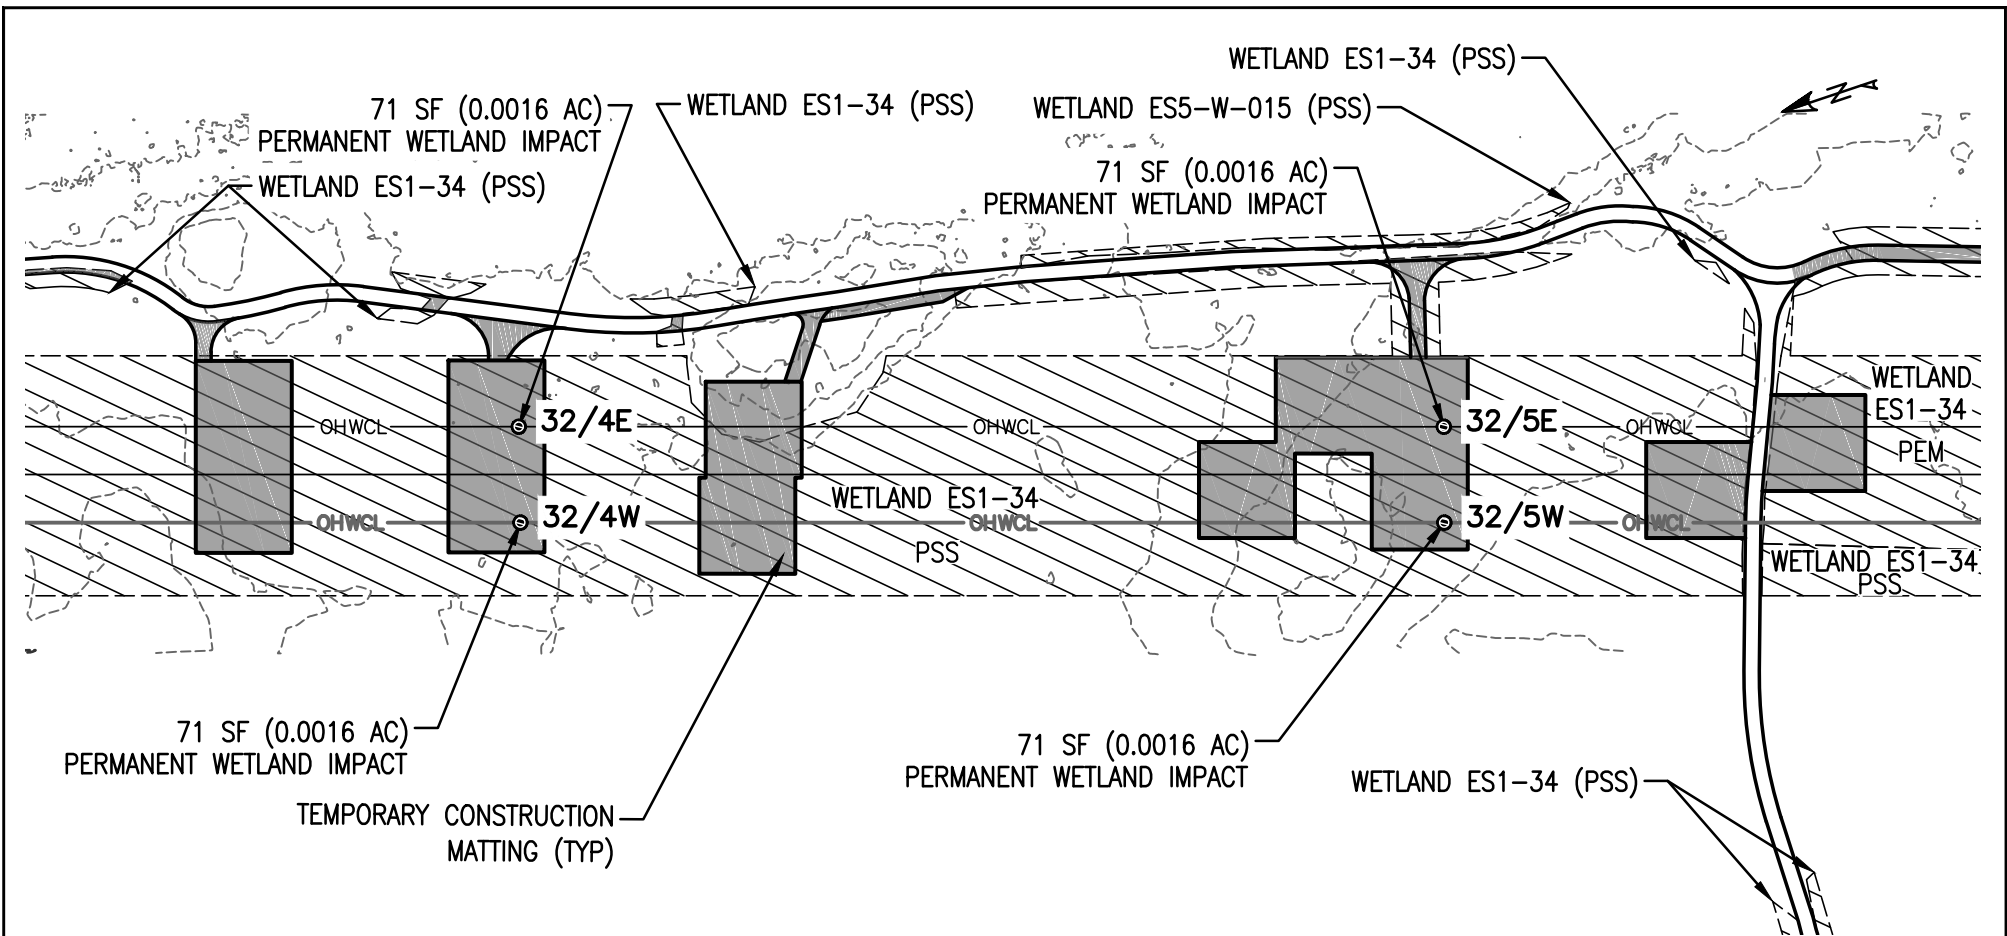 WETLAND ES1-34 (PSS)
71 SF (0.0016 AC)
PERMANENT WETLAND IMPACT
WETLAND ES1-34 (PSS)
WETLAND ES5-W-015 (PSS)
N
WETLAND ES1-34 (PSS)
71 SF (0.0016 AC)
PERMANENT WETLAND IMPACT
WETLAND
ES1-34
PEM
32/4E
32/5E
OHWCL
OHWCL
OHWCL
WETLAND ES1-34
PSS
32/4W
32/5W
OHWCL
OHWCL
OHWCL
WETLAND ES1-34
PSS
71 SF (0.0016 AC)
PERMANENT WETLAND IMPACT
71 SF (0.0016 AC)
PERMANENT WETLAND IMPACT
WETLAND ES1-34 (PSS)
TEMPORARY CONSTRUCTION
MATTING (TYP)